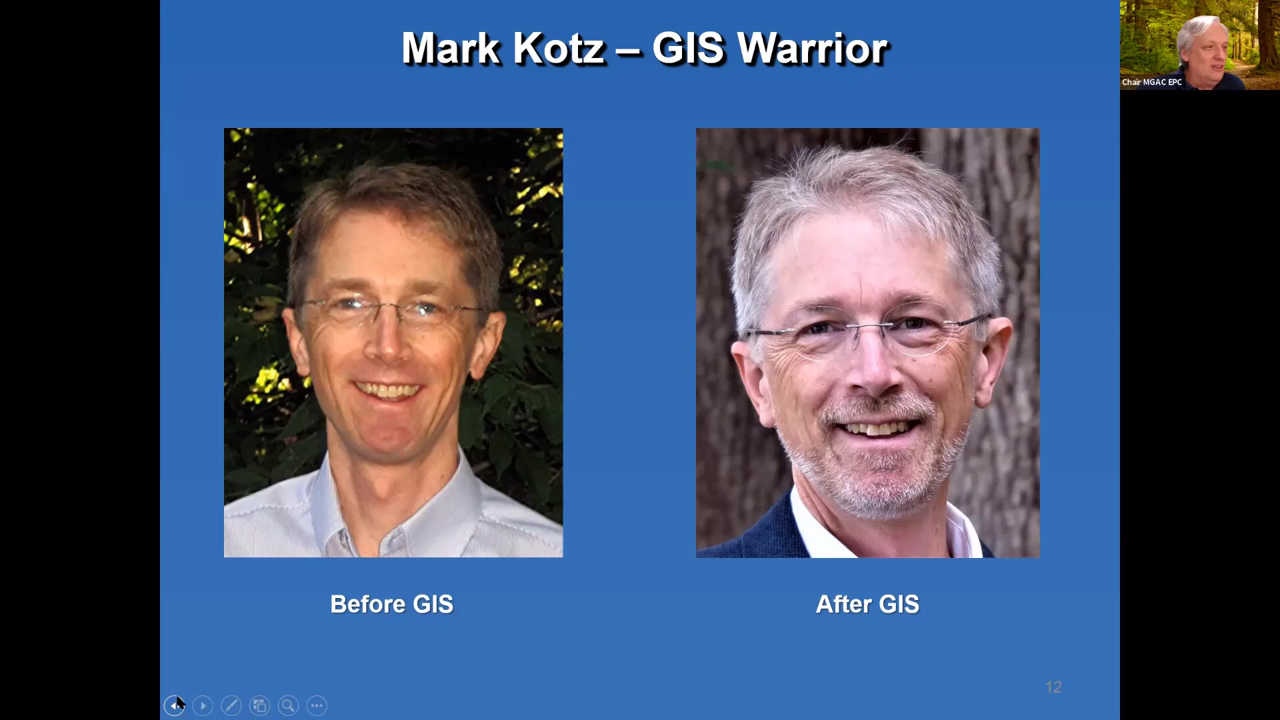 Mark Kotz – GIS Warrior
Chair MGAC EPC
Before GIS
After GIS
12